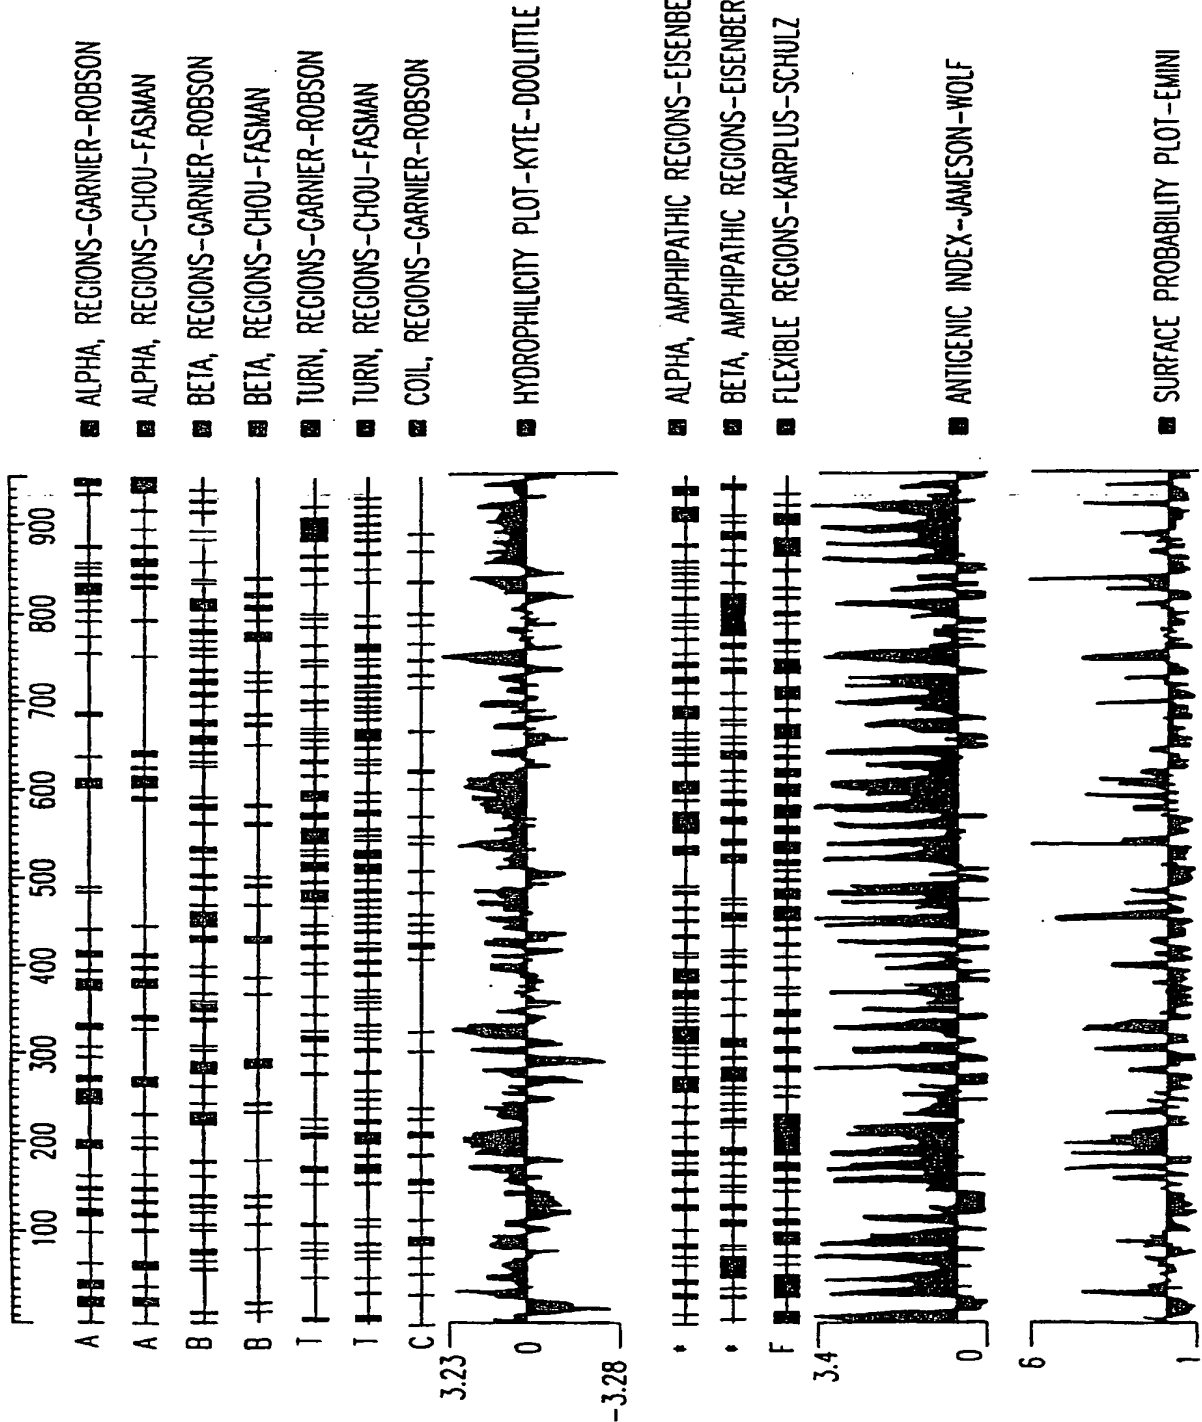 100 200 300 400 500 600 700 800 900
A ALPHA, REGIONS-GARNIER-ROBSON
A ALPHA, REGIONS-CHOU-FASMAN
B BETA, REGIONS-GARNIER-ROBSON
B BETA, REGIONS-CHOU-FASMAN
T TURN, REGIONS-GARNIER-ROBSON
T TURN, REGIONS-CHOU-FASMAN
C COIL, REGIONS-GARNIER-ROBSON
3.23
0 HYDROPHILICITY PLOT-KYTE-DOOLITTLE
-3.28
* ALPHA, AMPHIPATHIC REGIONS-EISENBE
* BETA, AMPHIPATHIC REGIONS-EISENBER
F FLEXIBLE REGIONS-KARPLUS-SCHULZ
3.4
ANTIGENIC INDEX-JAMESON-WOLF
0
6
SURFACE PROBABILITY PLOT-EMINI
1